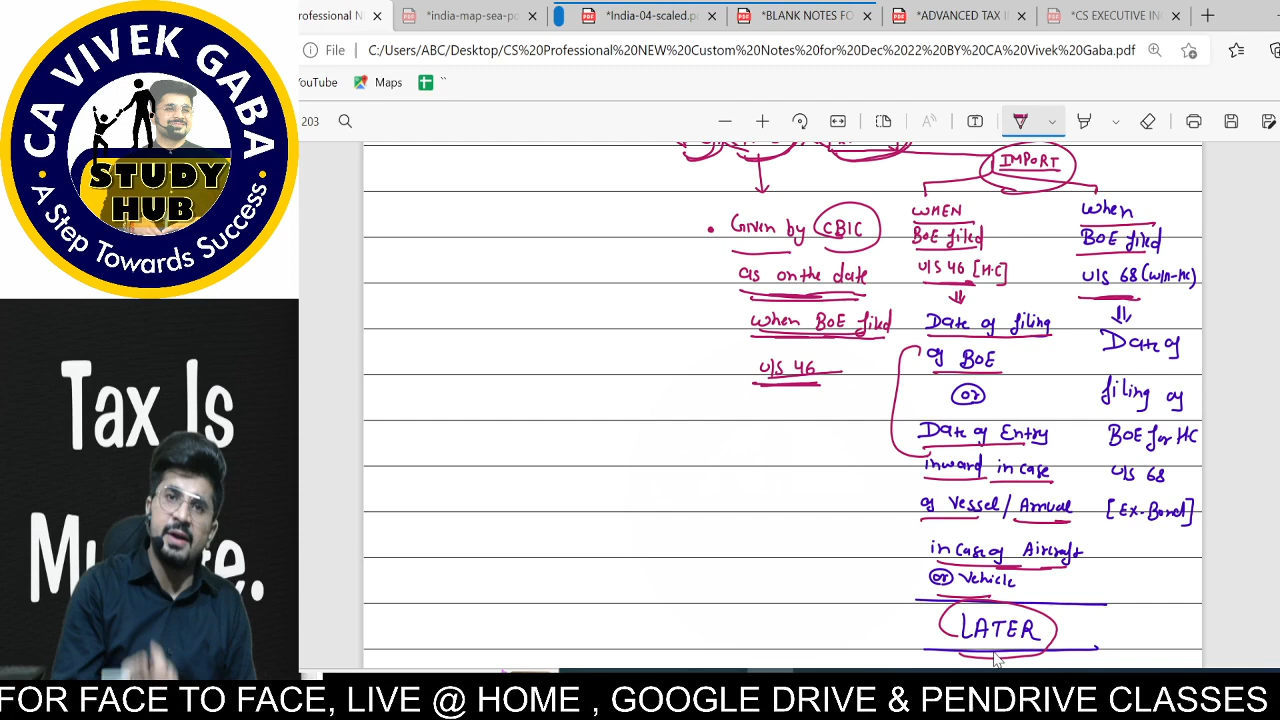 CA VIVEK GABA
STUDY
HUB
• A Step Towards Success •
Tax Is
rofessional N
*india-map-sea-po
*India-04-scaled.p
*BLANK NOTES FO
*ADVANCED TAX
*CS EXECUTIVE IN
File
C:/Users/ABC/Desktop/CS%20Professional%20NEW%20Custom%20Notes%20for%20Dec%2022022%20BY%20CA%20Vivek%20Gaba.pdf
ouTube
Maps
``
203
IMPORT
• Given by CBIC
as on the date
when BOE filed
U/S 46
WHEN
BOE filed
U/S 46 [H.C]
⇓
Date of filing
of BOE
or
Date of Entry
inward in case
of Vessel / Arrival
in case of Aircraft
or Vehicle
LATER
When
BOE filed
U/S 68 (W/H-HC)
⇓
Date of
filing of
BOE for HC
U/S 68
[Ex-Bond]
FOR FACE TO FACE, LIVE @ HOME , GOOGLE DRIVE & PENDRIVE CLASSES